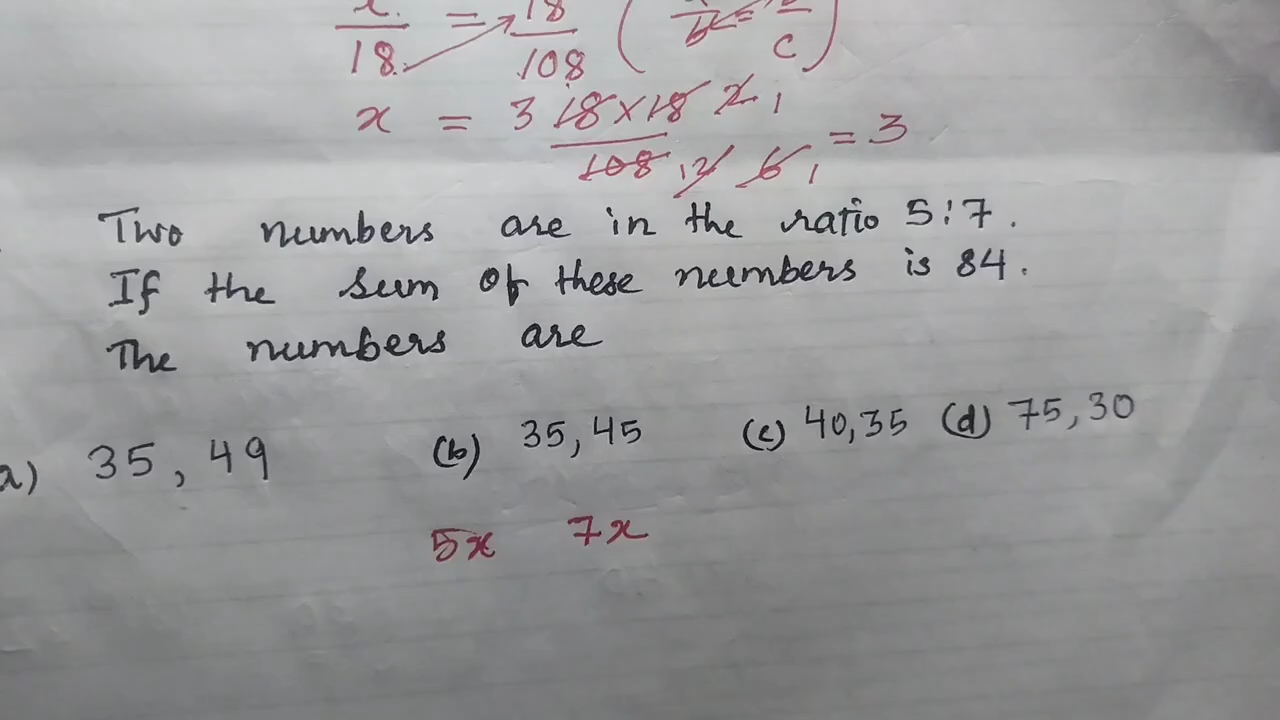 18 = 18
108 ( c )
x = 3 18×18 2 1
108 12 6 1 = 3
Two numbers are in the ratio 5:7.
If the sum of these numbers is 84.
The numbers are
a) 35, 49 (b) 35, 45 (c) 40,35 (d) 75, 30
5x 7x